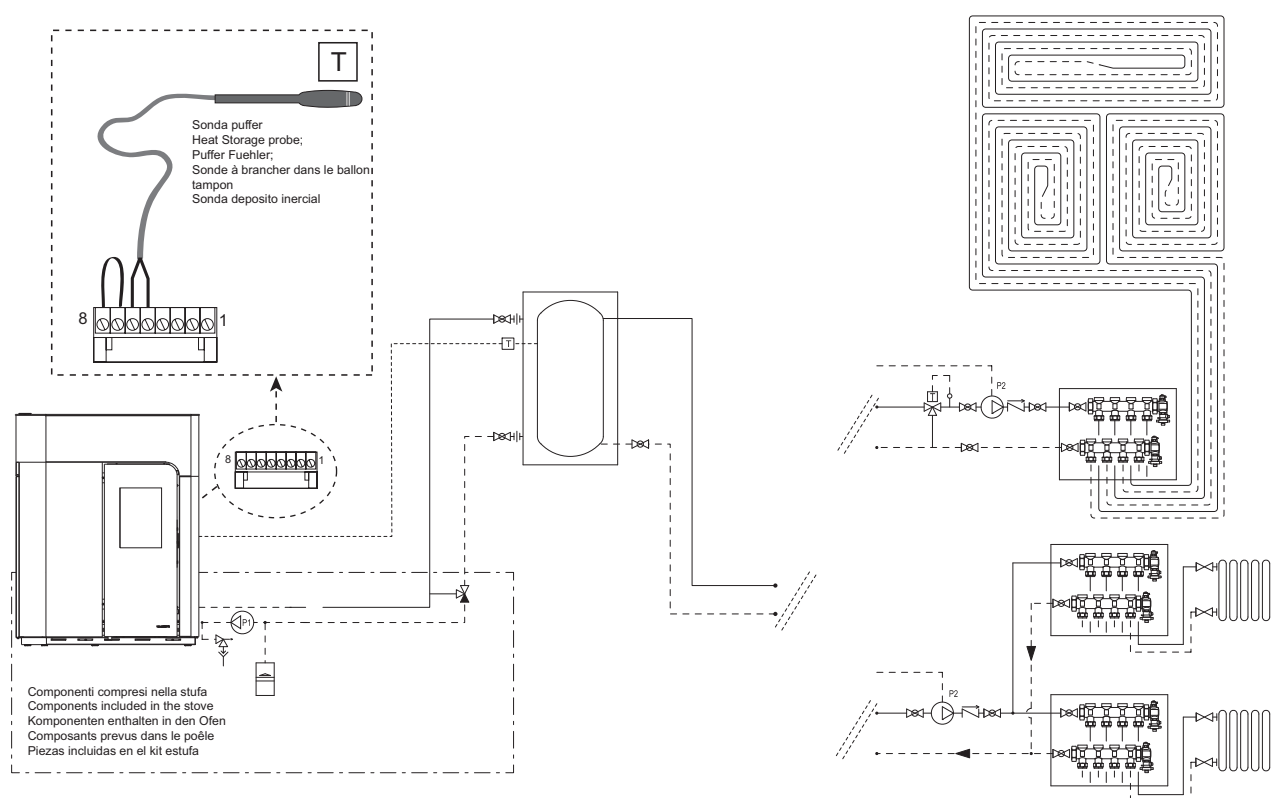 T
Sonda puffer
Heat Storage probe;
Puffer Fuehler;
Sonde à brancher dans le ballon
tampon
Sonda deposito inercial
8
1
8
1
T
P1
Componenti compresi nella stufa
Components included in the stove
Komponenten enthalten in den Ofen
Composants prevus dans le poêle
Piezas incluidas en el kit estufa
T
P2
P2